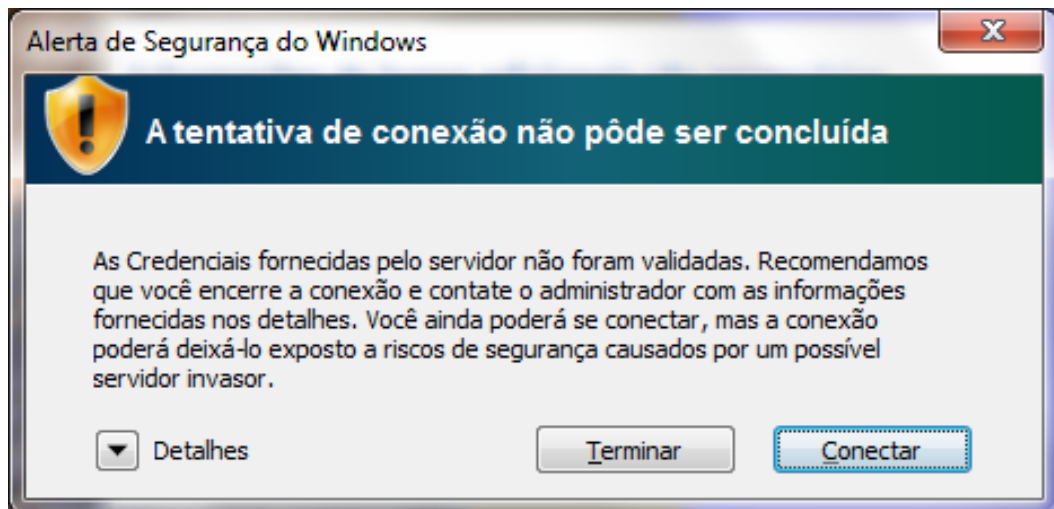 Alerta de Segurança do Windows
A tentativa de conexão não pôde ser concluída
As Credenciais fornecidas pelo servidor não foram validadas. Recomendamos
que você encerre a conexão e contate o administrador com as informações
fornecidas nos detalhes. Você ainda poderá se conectar, mas a conexão
poderá deixá-lo exposto a riscos de segurança causados por um possível
servidor invasor.
Detalhes Terminar Conectar